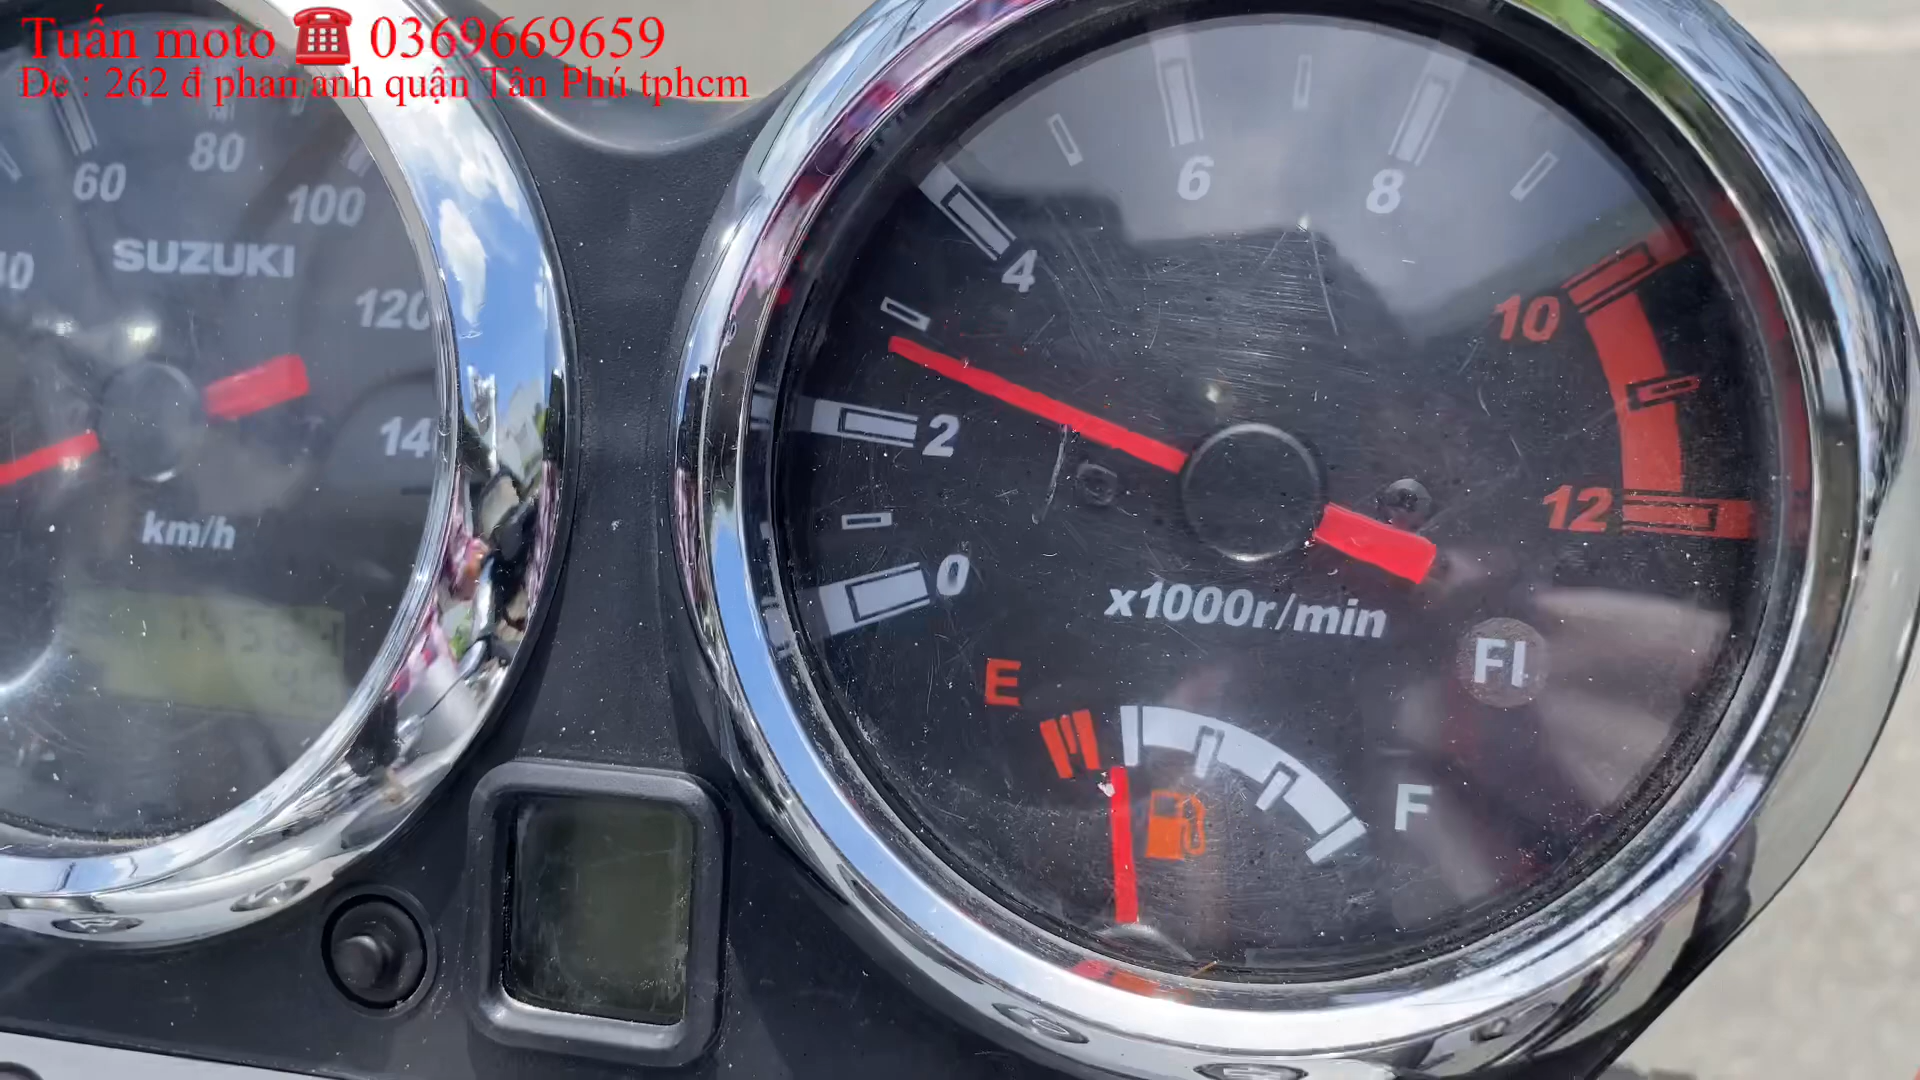 Tuấn moto ☎ 0369669659
Đc : 262 đ phan anh quận Tân Phú tphcm
60 80 100
40
SUZUKI
120
14
km/h
0 2 4 6 8 10 12
x1000r/min
FI
E F